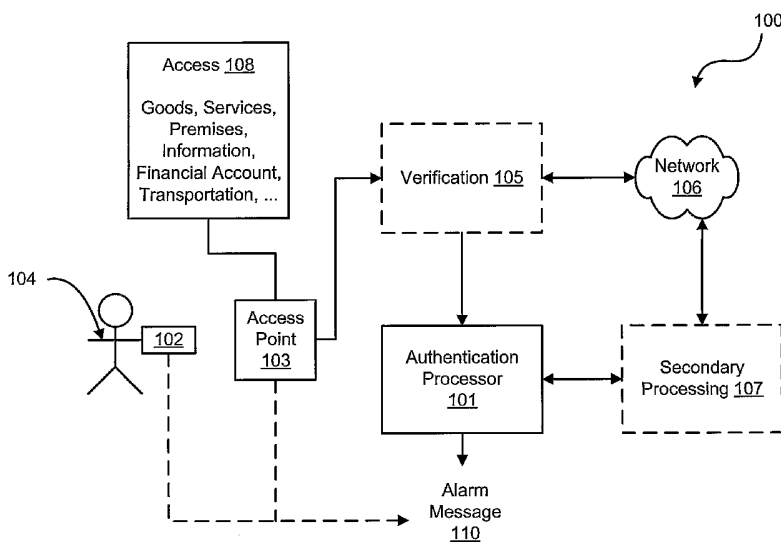 100
Access 108
Goods, Services,
Premises,
Information,
Financial Account,
Transportation, ...
Verification 105
Network
106
104
102
Access
Point
103
Authentication
Processor
101
Secondary
Processing 107
Alarm
Message
110